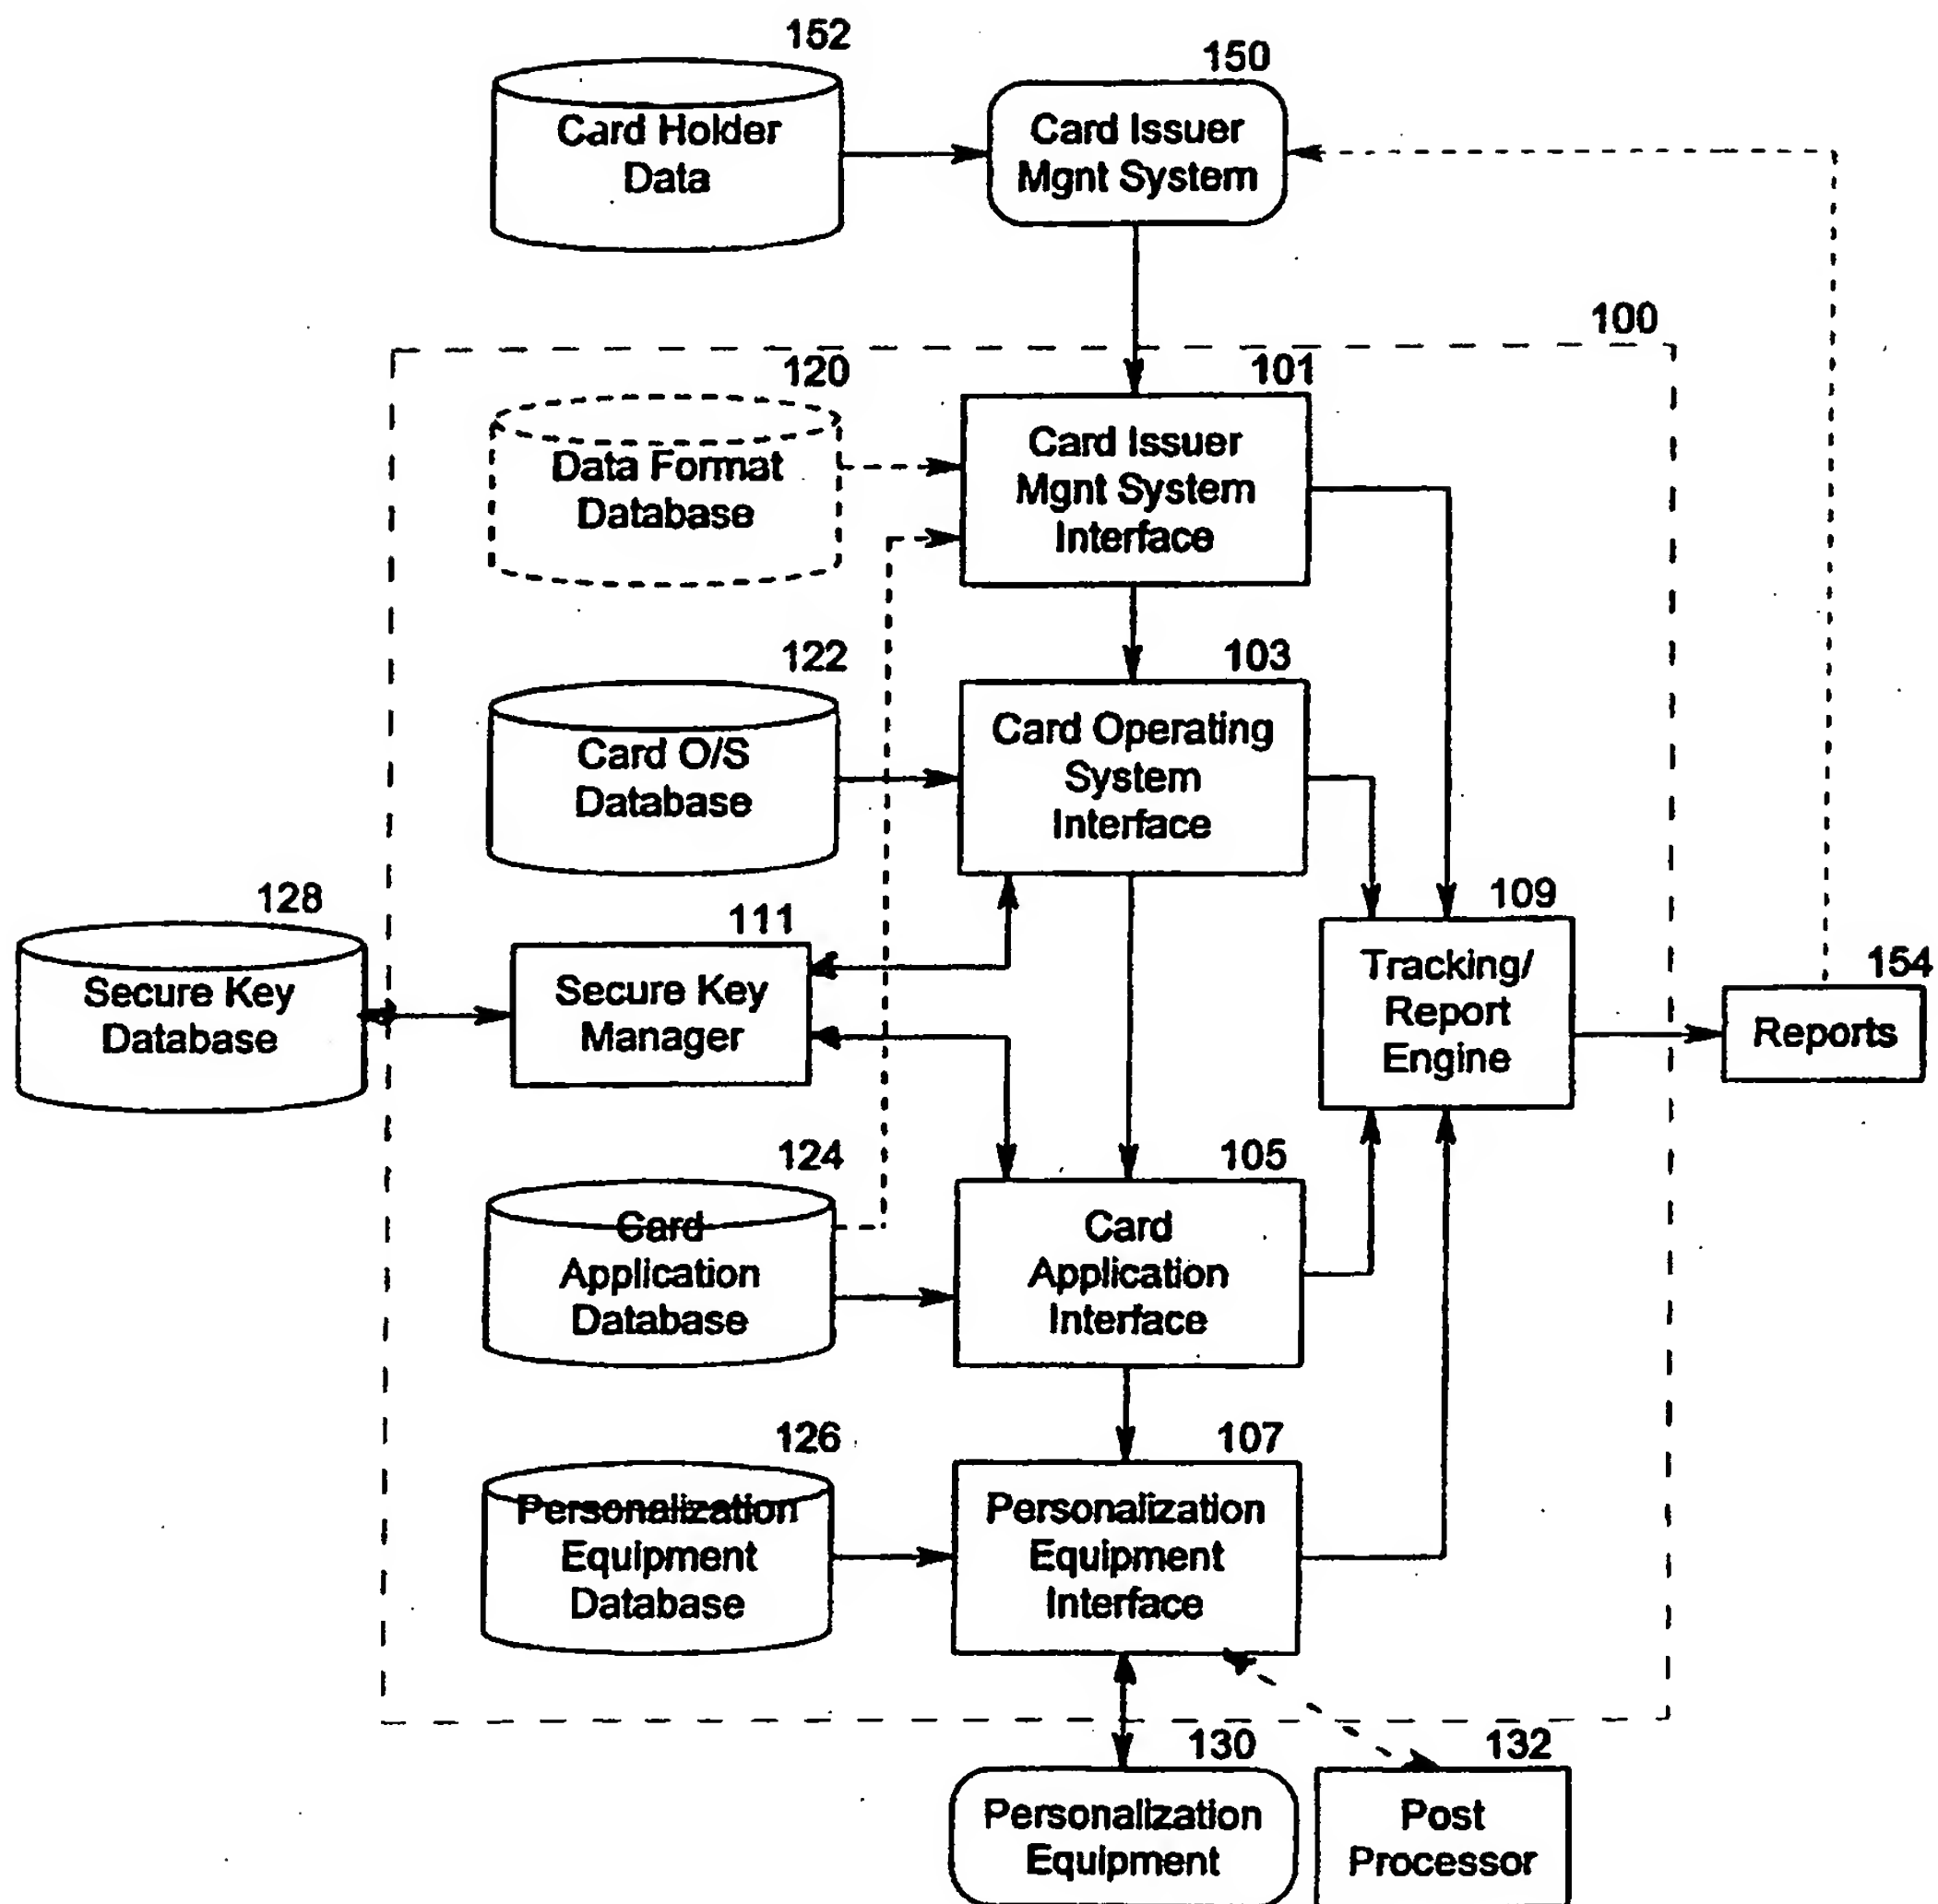 152
Card Holder
Data
150
Card Issuer
Mgnt System
100
120
Data Format
Database
101
Card Issuer
Mgnt System
Interface
122
Card O/S
Database
103
Card Operating
System
Interface
128
Secure Key
Database
111
Secure Key
Manager
109
Tracking/
Report
Engine
154
Reports
124
Card
Application
Database
105
Card
Application
Interface
126
Personalization
Equipment
Database
107
Personalization
Equipment
Interface
130
Personalization
Equipment
132
Post
Processor